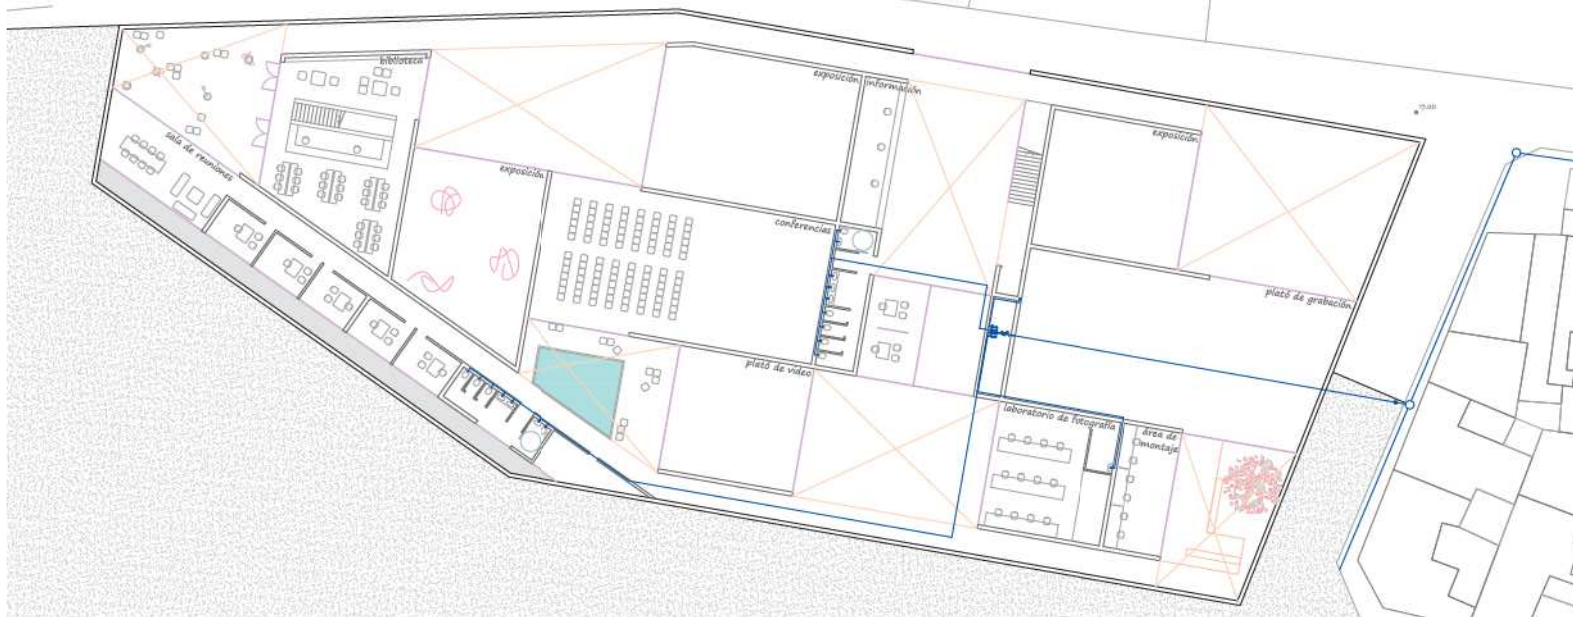 biblioteca
exposición
información
exposición
sala de reuniones
exposición
conferencias
plató de grabación
plató de video
laboratorio de fotografía
área de
montaje